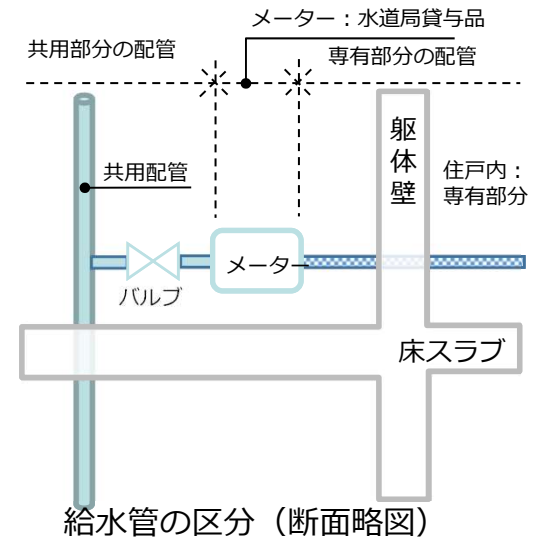 メーター：水道局貸与品
共用部分の配管
専有部分の配管
躯体壁
共用配管
住戸内：
専有部分
メーター
バルブ
床スラブ
給水管の区分（断面略図）